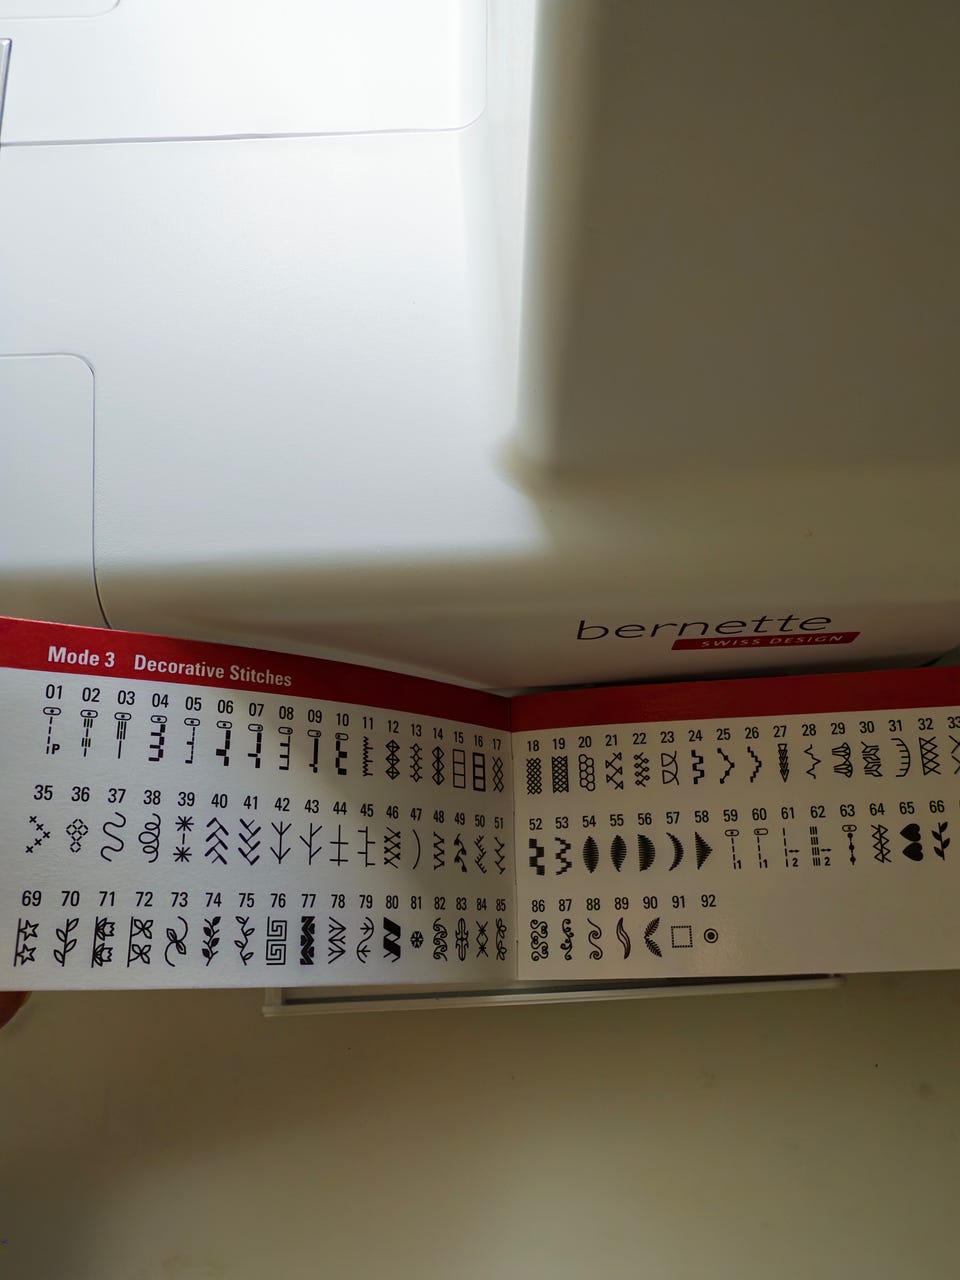 bernette
SWISS DESIGN
Mode 3 Decorative Stitches
01 02 03 04 05 06 07 08 09 10 11 12 13 14 15 16 17
P
35 36 37 38 39 40 41 42 43 44 45 46 47 48 49 50 51
69 70 71 72 73 74 75 76 77 78 79 80 81 82 83 84 85
18 19 20 21 22 23 24 25 26 27 28 29 30 31 32 33
52 53 54 55 56 57 58 59 60 61 62 63 64 65 66
1 1 2 2
86 87 88 89 90 91 92